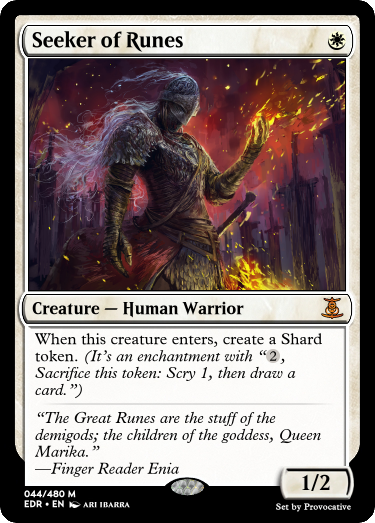 Seeker of Runes
Creature — Human Warrior
When this creature enters, create a Shard
token. (It's an enchantment with “2,
Sacrifice this token: Scry 1, then draw a
card.”)
“The Great Runes are the stuff of the
demigods; the children of the goddess, Queen
Marika.”
—Finger Reader Enia
1/2
044/480 M
EDR • EN ARI IBARRA
Set by Provocative